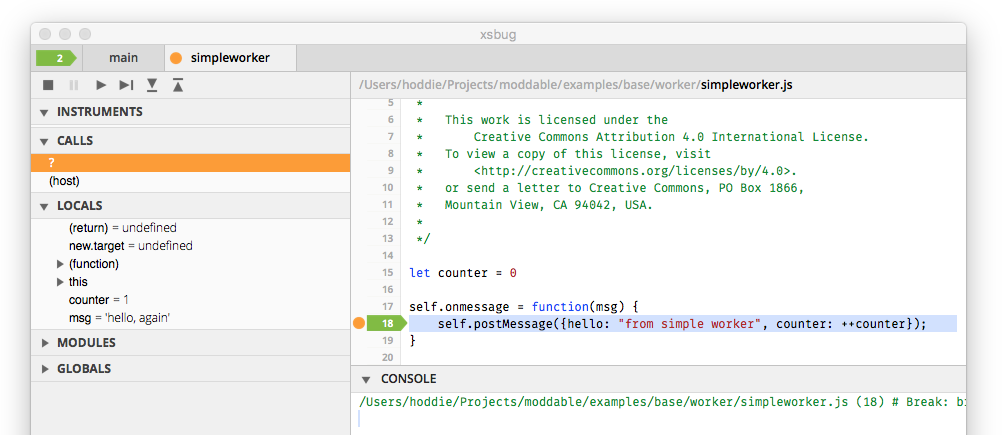 xsbug
2 main simpleworker
INSTRUMENTS
CALLS
?
(host)
LOCALS
(return) = undefined
new.target = undefined
(function)
this
counter = 1
msg = 'hello, again'
MODULES
GLOBALS
/Users/hoddie/Projects/moddable/examples/base/worker/simpleworker.js
5 *
6 * This work is licensed under the
7 * Creative Commons Attribution 4.0 International License.
8 * To view a copy of this license, visit
9 * <http://creativecommons.org/licenses/by/4.0>.
10 * or send a letter to Creative Commons, PO Box 1866,
11 * Mountain View, CA 94042, USA.
12 *
13 */
14
15 let counter = 0
16
17 self.onmessage = function(msg) {
18 self.postMessage({hello: "from simple worker", counter: ++counter});
19 }
20
CONSOLE
/Users/hoddie/Projects/moddable/examples/base/worker/simpleworker.js (18) # Break: